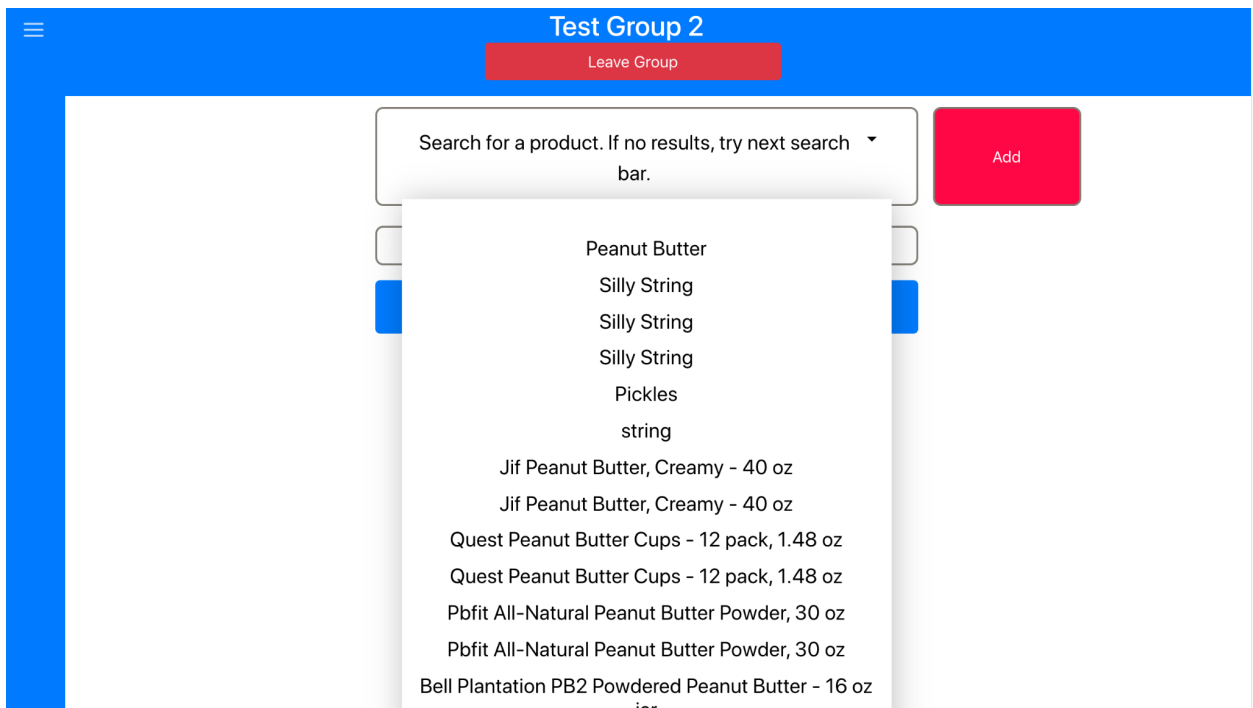 Test Group 2
Leave Group
Search for a product. If no results, try next search
bar.
Add
Peanut Butter
Silly String
Silly String
Silly String
Pickles
string
Jif Peanut Butter, Creamy - 40 oz
Jif Peanut Butter, Creamy - 40 oz
Quest Peanut Butter Cups - 12 pack, 1.48 oz
Quest Peanut Butter Cups - 12 pack, 1.48 oz
Pbfit All-Natural Peanut Butter Powder, 30 oz
Pbfit All-Natural Peanut Butter Powder, 30 oz
Bell Plantation PB2 Powdered Peanut Butter - 16 oz